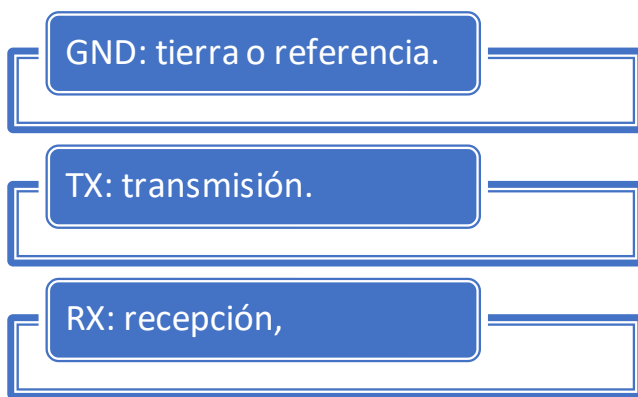 GND: tierra o referencia.
TX: transmisión.
RX: recepción,